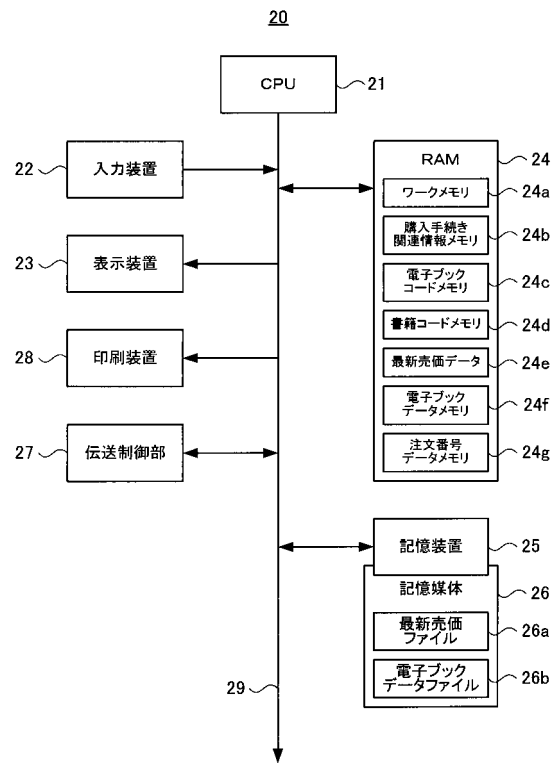 20
CPU
21
22
入力装置
23
表示装置
28
印刷装置
27
伝送制御部
RAM
24
ワークメモリ
24a
購入手続き
関連情報メモリ
24b
電子ブック
コードメモリ
24c
書籍コードメモリ
24d
最新売価データ
24e
電子ブック
データメモリ
24f
注文番号
データメモリ
24g
記憶装置
25
記憶媒体
26
最新売価
ファイル
26a
電子ブック
データファイル
26b
29